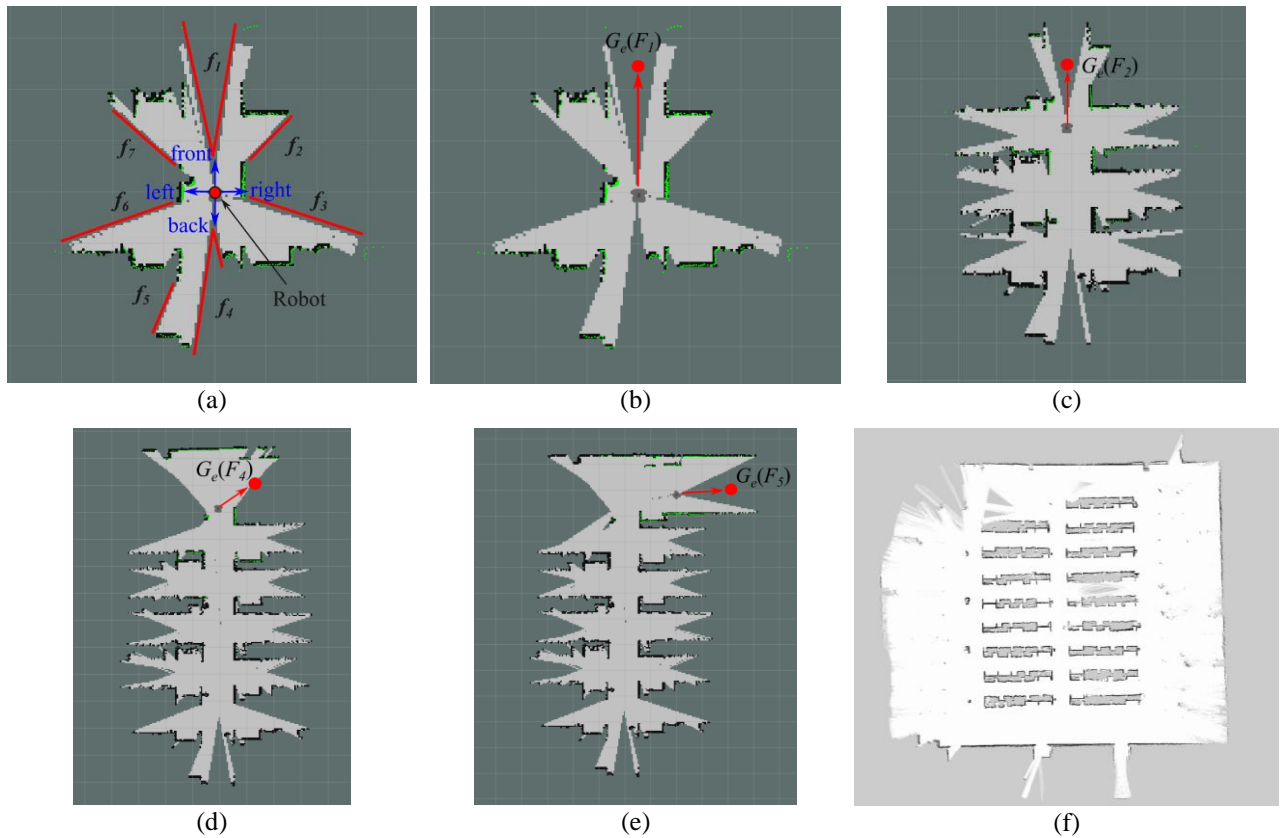 f1
f2
f7
front
left
right
f6
f3
back
Robot
f5
f4
(a)
Ge(F1)
(b)
Ge(F2)
(c)
Ge(F4)
(d)
Ge(F5)
(e)
(f)